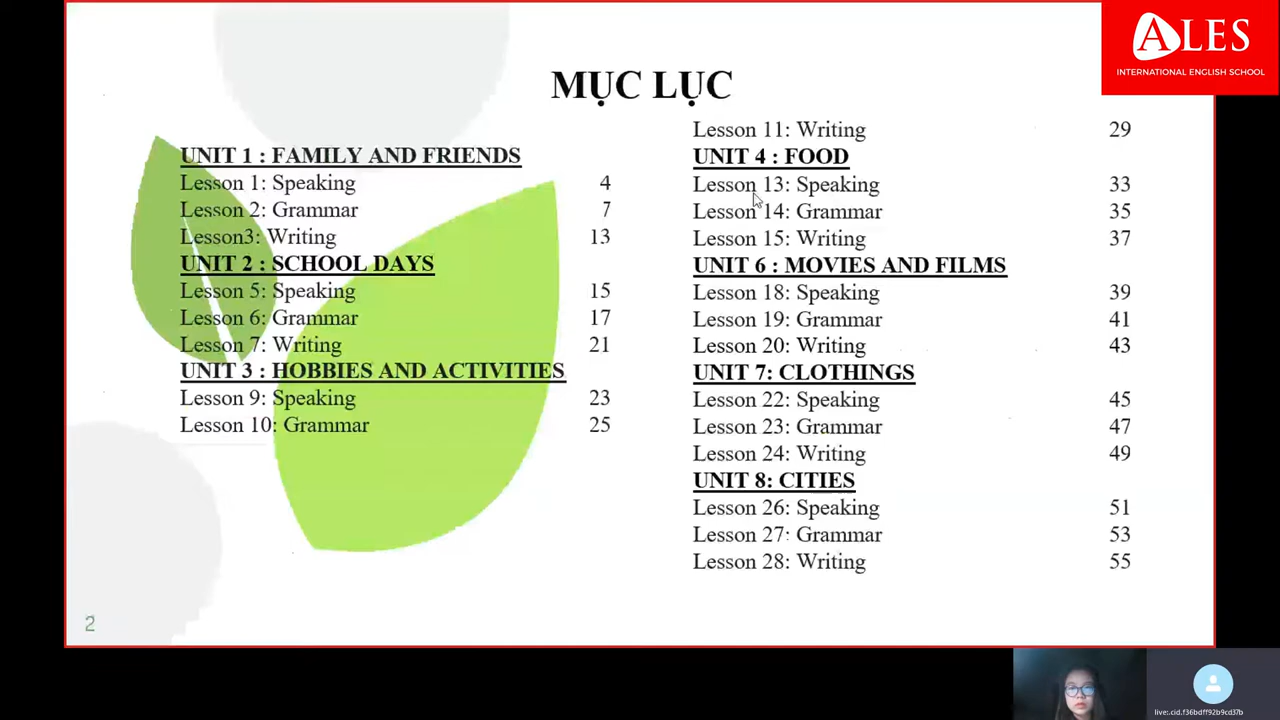 ALES
INTERNATIONAL ENGLISH SCHOOL
MỤC LỤC
UNIT 1 : FAMILY AND FRIENDS
Lesson 1: Speaking 4
Lesson 2: Grammar 7
Lesson3: Writing 13
UNIT 2 : SCHOOL DAYS
Lesson 5: Speaking 15
Lesson 6: Grammar 17
Lesson 7: Writing 21
UNIT 3 : HOBBIES AND ACTIVITIES
Lesson 9: Speaking 23
Lesson 10: Grammar 25
Lesson 11: Writing 29
UNIT 4 : FOOD
Lesson 13: Speaking 33
Lesson 14: Grammar 35
Lesson 15: Writing 37
UNIT 6 : MOVIES AND FILMS
Lesson 18: Speaking 39
Lesson 19: Grammar 41
Lesson 20: Writing 43
UNIT 7: CLOTHINGS
Lesson 22: Speaking 45
Lesson 23: Grammar 47
Lesson 24: Writing 49
UNIT 8: CITIES
Lesson 26: Speaking 51
Lesson 27: Grammar 53
Lesson 28: Writing 55
2
live:.cid.f36bdff92b9cd37b